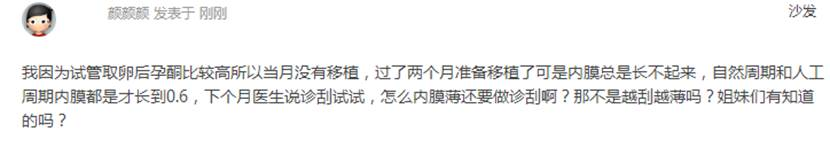 颜颜颜 发表于 刚刚 沙发
我因为试管取卵后孕酮比较高所以当月没有移植，过了两个月准备移植了可是内膜总是长不起来，自然周期和人工
周期内膜都是才长到0.6，下个月医生说诊刮试试，怎么内膜薄还要做诊刮啊？那不是越刮越薄吗？姐妹们有知道
的吗？